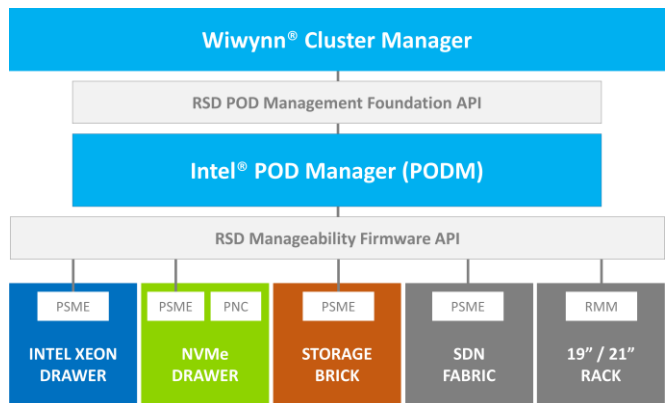 Wiwynn® Cluster Manager
RSD POD Management Foundation API
Intel® POD Manager (PODM)
RSD Manageability Firmware API
PSME
PSME
PNC
PSME
PSME
RMM
INTEL XEON
DRAWER
NVMe
DRAWER
STORAGE
BRICK
SDN
FABRIC
19” / 21”
RACK